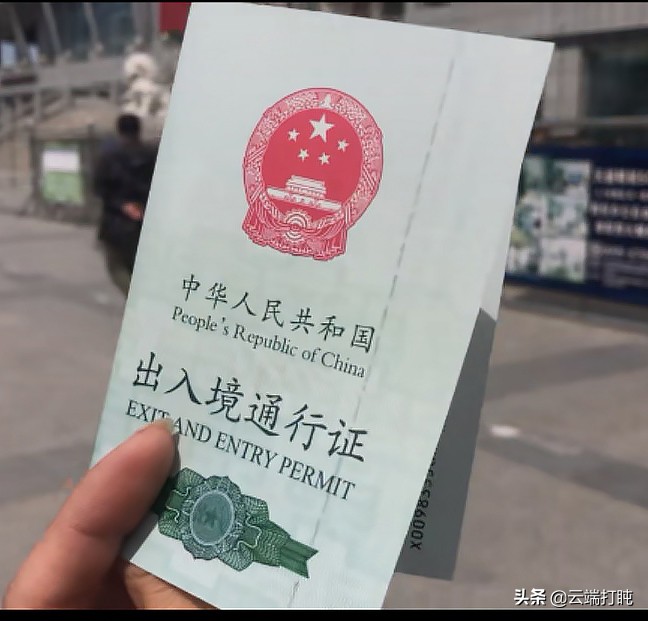 中华人民共和国
People's Republic of China
出入境通行证
EXIT AND ENTRY PERMIT
头条 @云端打盹